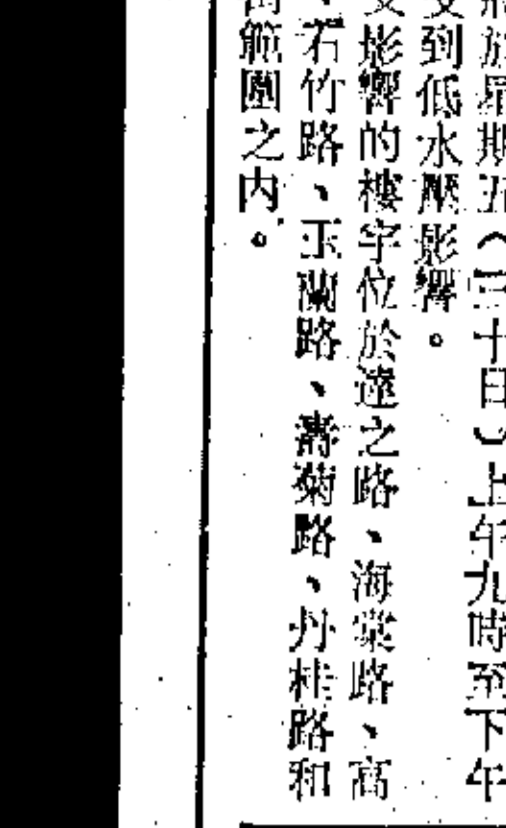 於星期五(三十日)上午九時至下午
受到低水壓影響。
受影響的樓宇位於達之路、海棠路、高
、石竹路、玉蘭路、壽菊路、丹桂路和
範圍之內。